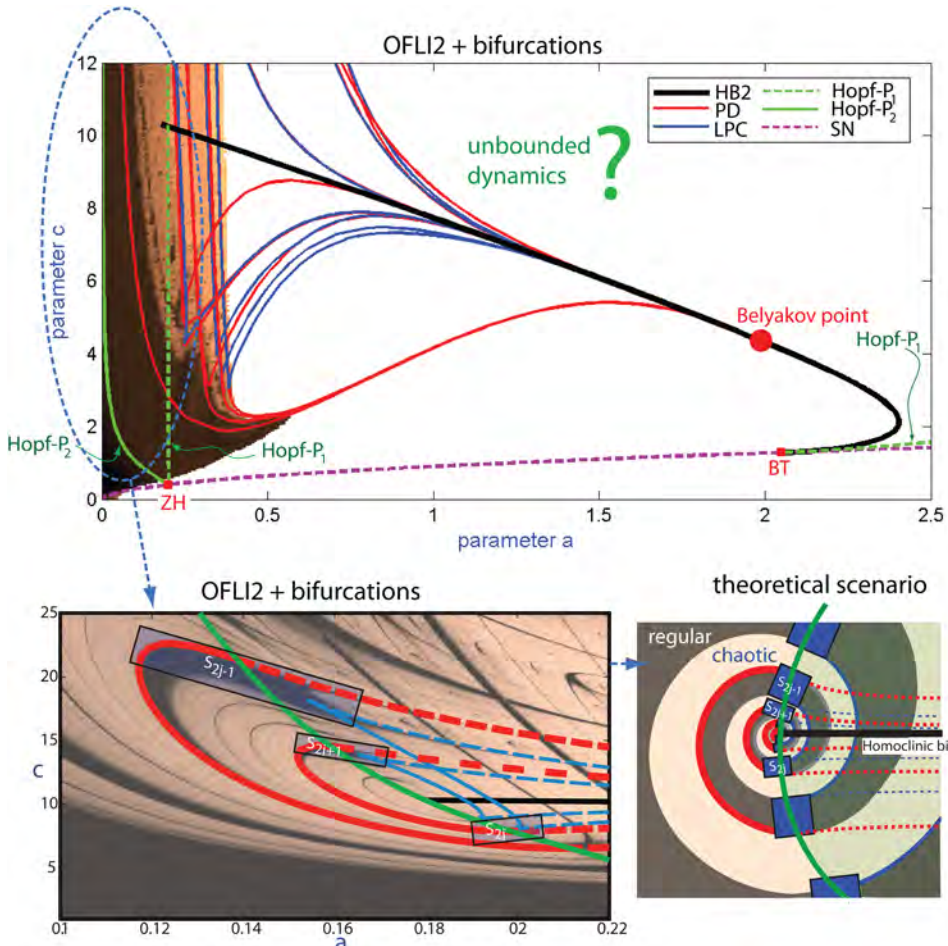 OFLI2 + bifurcations
12
10
8
6
4
2
0
parameter c
HB2
PD
LPC
Hopf-P1
Hopf-P2
SN
unbounded
dynamics
?
Belyakov point
Hopf-P1
Hopf-P2
Hopf-P1
ZH
BT
0
0.5
1
1.5
2
2.5
parameter a
OFLI2 + bifurcations
25
20
15
10
5
c
S2j-1
S2j+1
S2j
0.1
0.12
0.14
0.16
0.18
0.2
0.22
a
theoretical scenario
regular
chaotic
S2j-1
S2j+1
S2j
Homoclinic bi